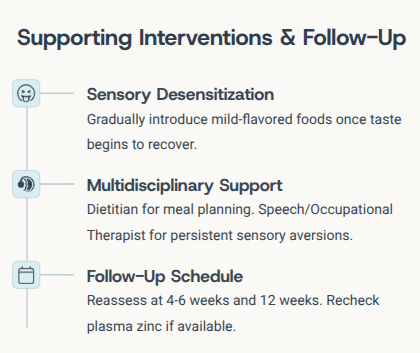 Supporting Interventions & Follow-Up
Sensory Desensitization
Gradually introduce mild-flavored foods once taste
begins to recover.
Multidisciplinary Support
Dietitian for meal planning. Speech/Occupational
Therapist for persistent sensory aversions.
Follow-Up Schedule
Reassess at 4-6 weeks and 12 weeks. Recheck
plasma zinc if available.